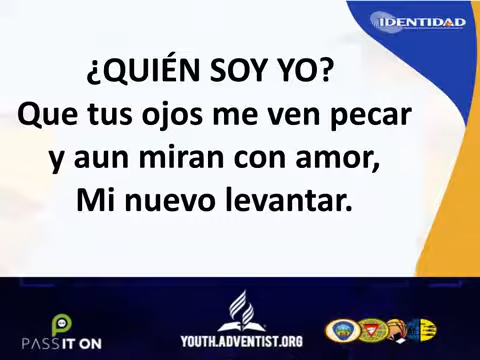 IDENTIDAD
¿QUIÉN SOY YO?
Que tus ojos me ven pecar
y aun miran con amor,
Mi nuevo levantar.
PASS IT ON
YOUTH.ADVENTIST.ORG